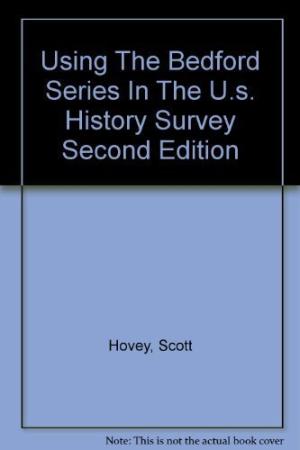 Using The Bedford
Series In The U.s.
History Survey
Second Edition
Hovey, Scott
Note: This is not the actual book cover